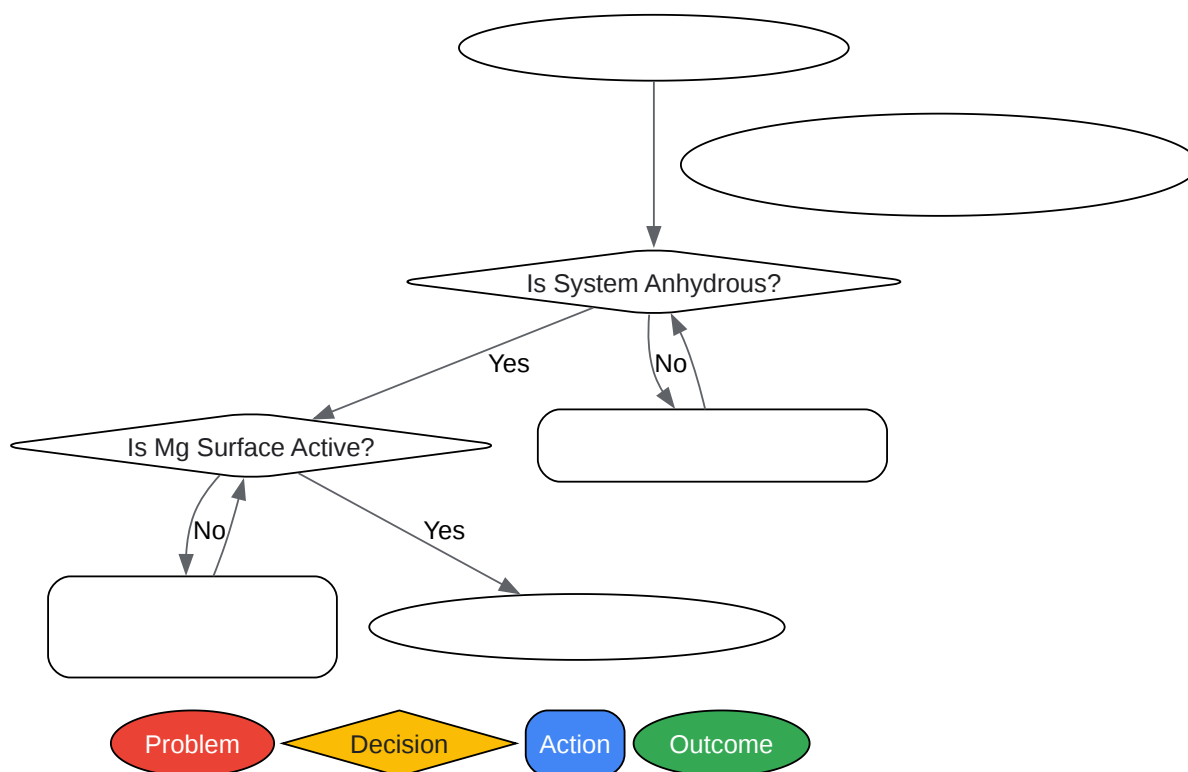 Is System Anhydrous?
Yes
No
Is Mg Surface Active?
No
Yes
Problem
Decision
Action
Outcome